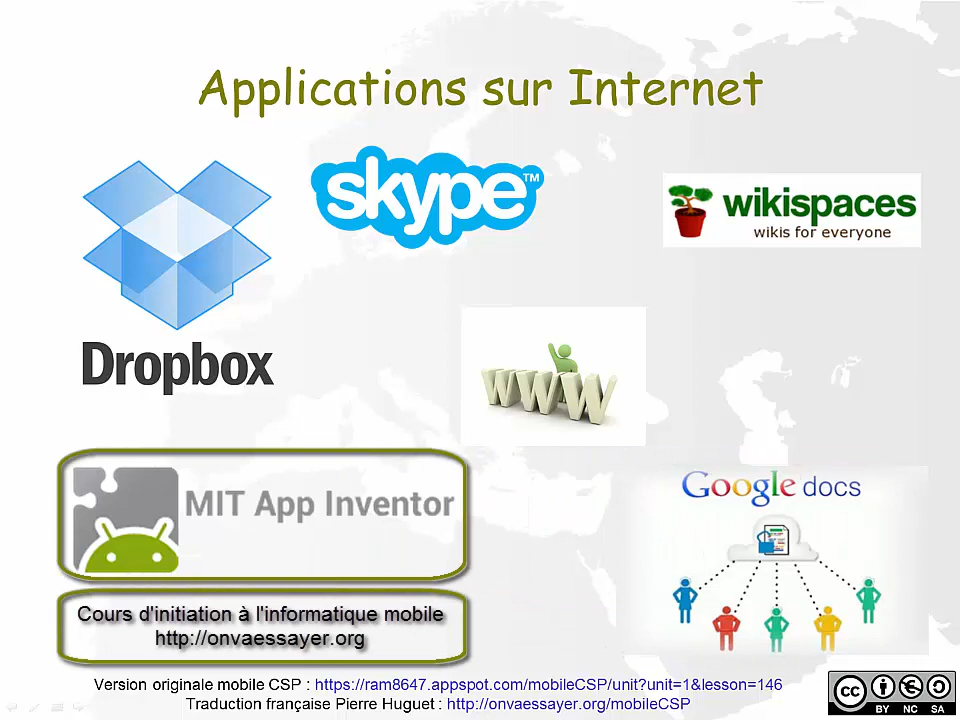 Applications sur Internet
skype™
wikispaces
wikis for everyone
Dropbox
WWW
MIT App Inventor
Google docs
Cours d'initiation à l'informatique mobile
http://onvaessayer.org
Version originale mobile CSP : https://ram8647.appspot.com/mobileCSP/unit?unit=1&lesson=146
Traduction française Pierre Huguet : http://onvaessayer.org/mobileCSP
cc
BY NC SA